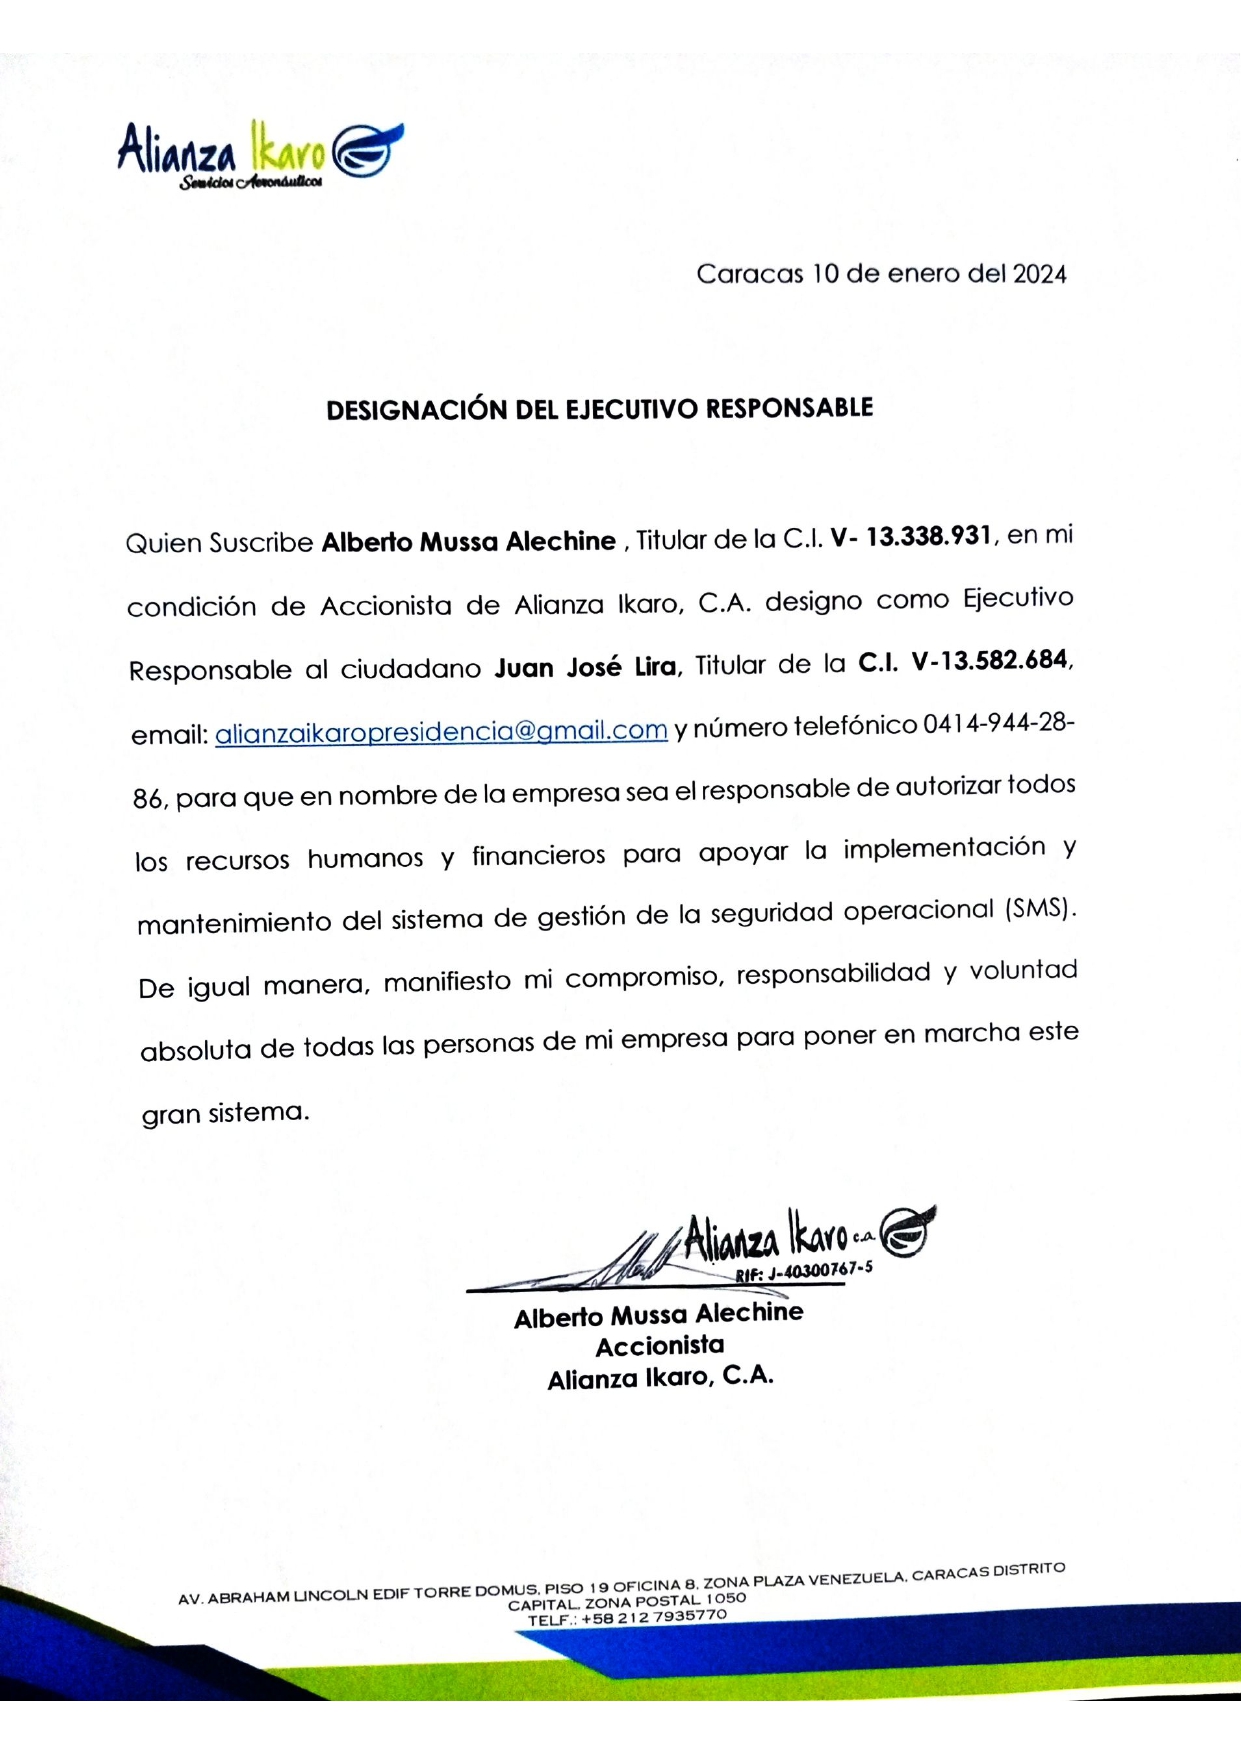 Alianza Ikaro
Servicios Aeronáuticos
Caracas 10 de enero del 2024
DESIGNACIÓN DEL EJECUTIVO RESPONSABLE
Quien Suscribe Alberto Mussa Alechine , Titular de la C.I. V- 13.338.931, en mi
condición de Accionista de Alianza Ikaro, C.A. designo como Ejecutivo
Responsable al ciudadano Juan José Lira, Titular de la C.I. V-13.582.684,
email: alianzaikaropresidencia@gmail.com y número telefónico 0414-944-28-
86, para que en nombre de la empresa sea el responsable de autorizar todos
los recursos humanos y financieros para apoyar la implementación y
mantenimiento del sistema de gestión de la seguridad operacional (SMS).
De igual manera, manifiesto mi compromiso, responsabilidad y voluntad
absoluta de todas las personas de mi empresa para poner en marcha este
gran sistema.
Alianza Ikaro c.a.
RIF: J-40300767-5
Alberto Mussa Alechine
Accionista
Alianza Ikaro, C.A.
AV. ABRAHAM LINCOLN EDIF TORRE DOMUS, PISO 19 OFICINA 8, ZONA PLAZA VENEZUELA, CARACAS DISTRITO
CAPITAL, ZONA POSTAL 1050
TELF.: +58 212 7935770